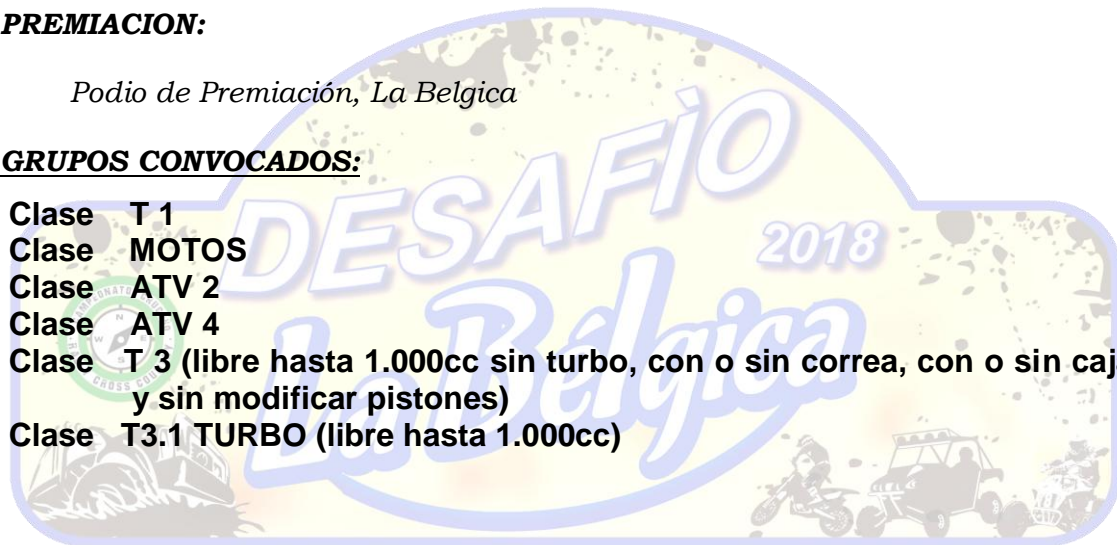 PREMIACION:
Podio de Premiación, La Belgica
GRUPOS CONVOCADOS:
Clase T 1
Clase MOTOS
Clase ATV 2
Clase ATV 4
Clase T 3 (libre hasta 1.000cc sin turbo, con o sin correa, con o sin caj
y sin modificar pistones)
Clase T3.1 TURBO (libre hasta 1.000cc)
DESAFÌO
2018
La Bélgica